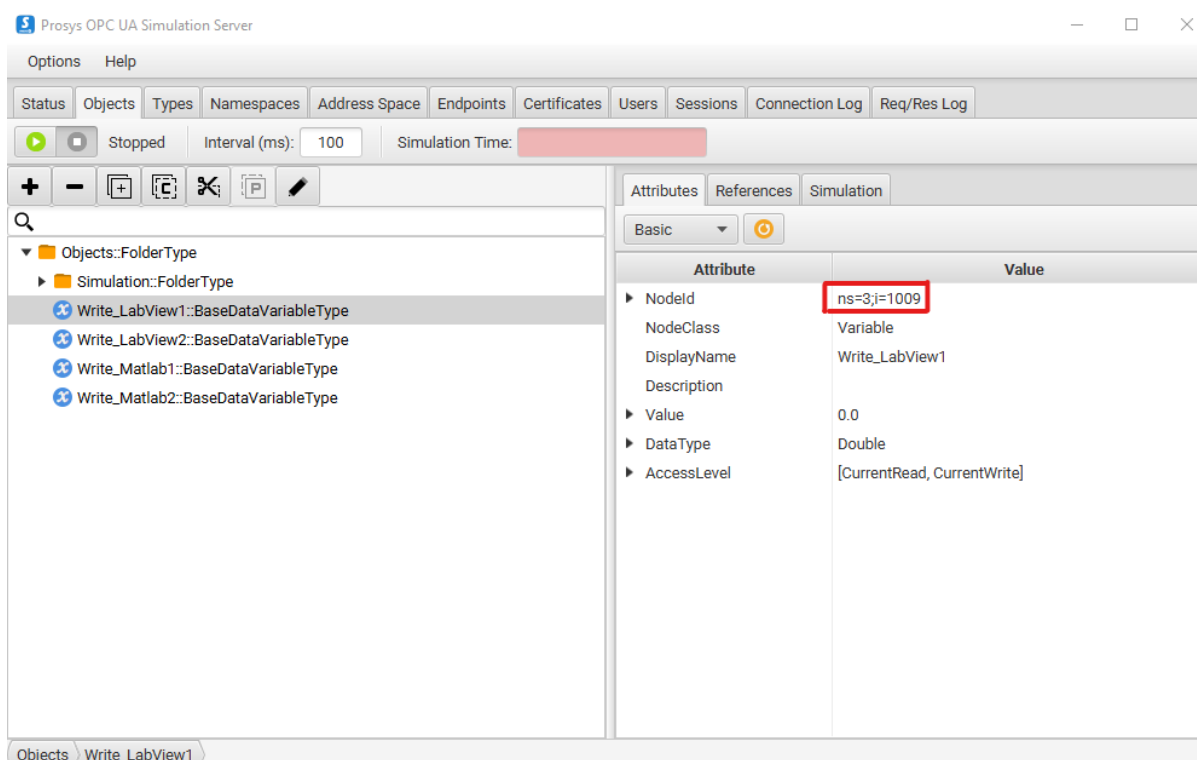 Prosys OPC UA Simulation Server
Options Help
Status Objects Types Namespaces Address Space Endpoints Certificates Users Sessions Connection Log Req/Res Log
Stopped Interval (ms): 100 Simulation Time:
Attributes References Simulation
Basic
Objects::FolderType
Simulation::FolderType
Write_LabView1::BaseDataVariableType
Write_LabView2::BaseDataVariableType
Write_Matlab1::BaseDataVariableType
Write_Matlab2::BaseDataVariableType
Attribute Value
NodeId ns=3;i=1009
NodeClass Variable
DisplayName Write_LabView1
Description
Value 0.0
DataType Double
AccessLevel [CurrentRead, CurrentWrite]
Objects Write_LabView1